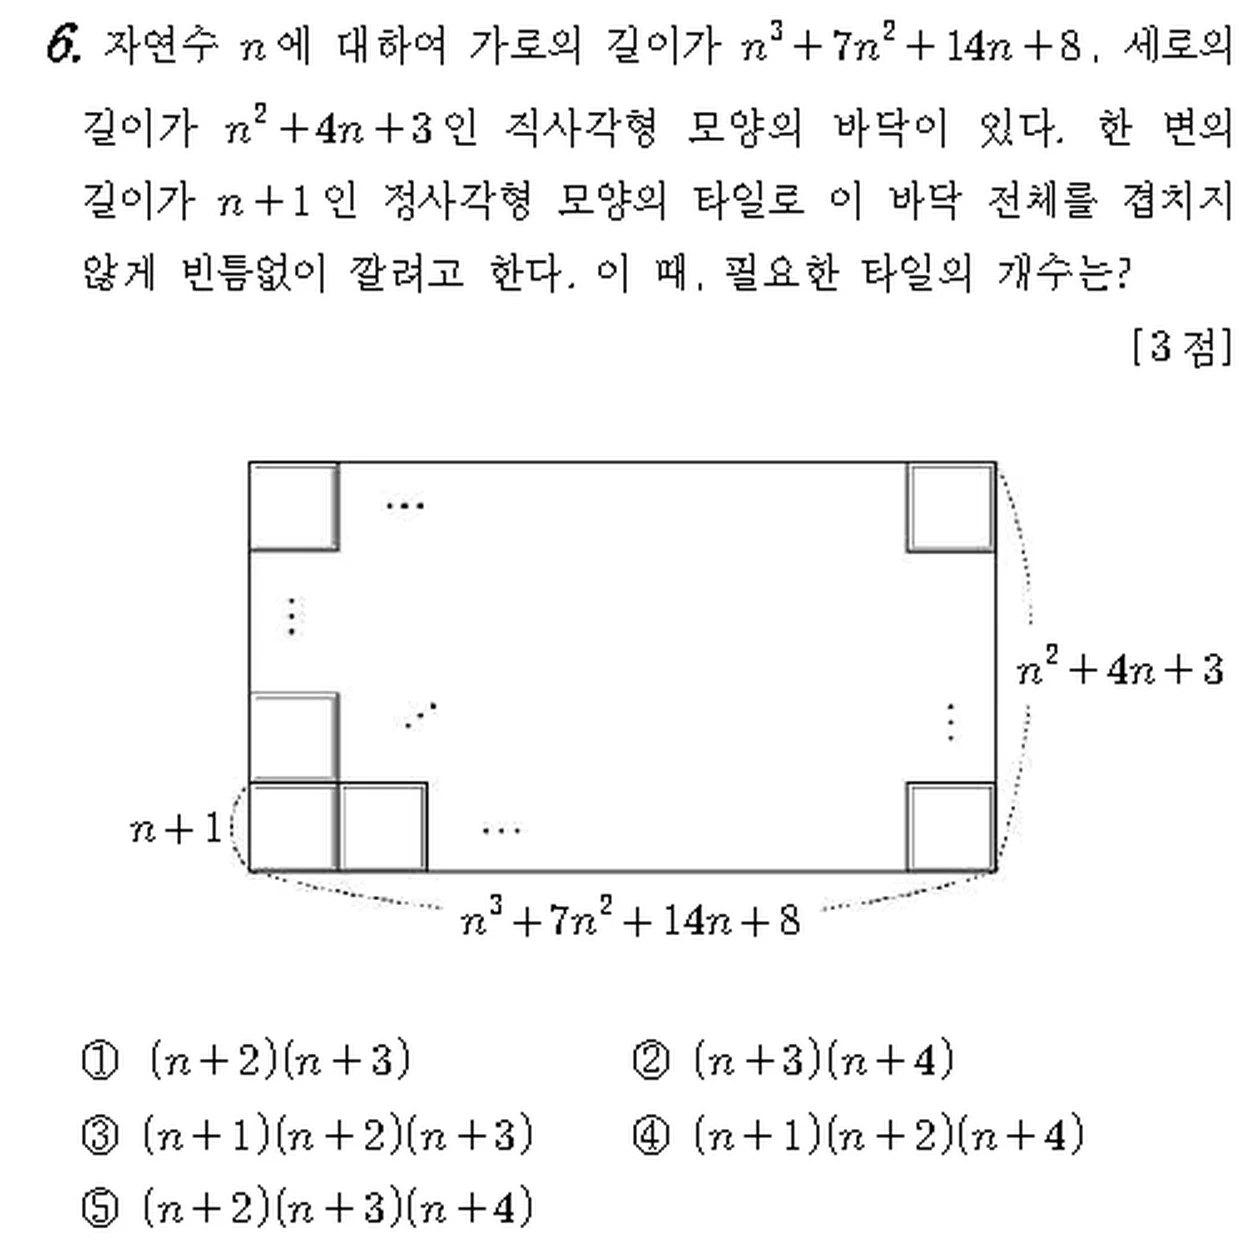 6. 자연수 n에 대하여 가로의 길이가 n³+7n²+14n+8, 세로의
길이가 n²+4n+3인 직사각형 모양의 바닥이 있다. 한 변의
길이가 n+1인 정사각형 모양의 타일로 이 바닥 전체를 겹치지
않게 빈틈없이 깔려고 한다. 이 때, 필요한 타일의 개수는?
[3점]
n²+4n+3
n+1
n³+7n²+14n+8
① (n+2)(n+3)
② (n+3)(n+4)
③ (n+1)(n+2)(n+3)
④ (n+1)(n+2)(n+4)
⑤ (n+2)(n+3)(n+4)